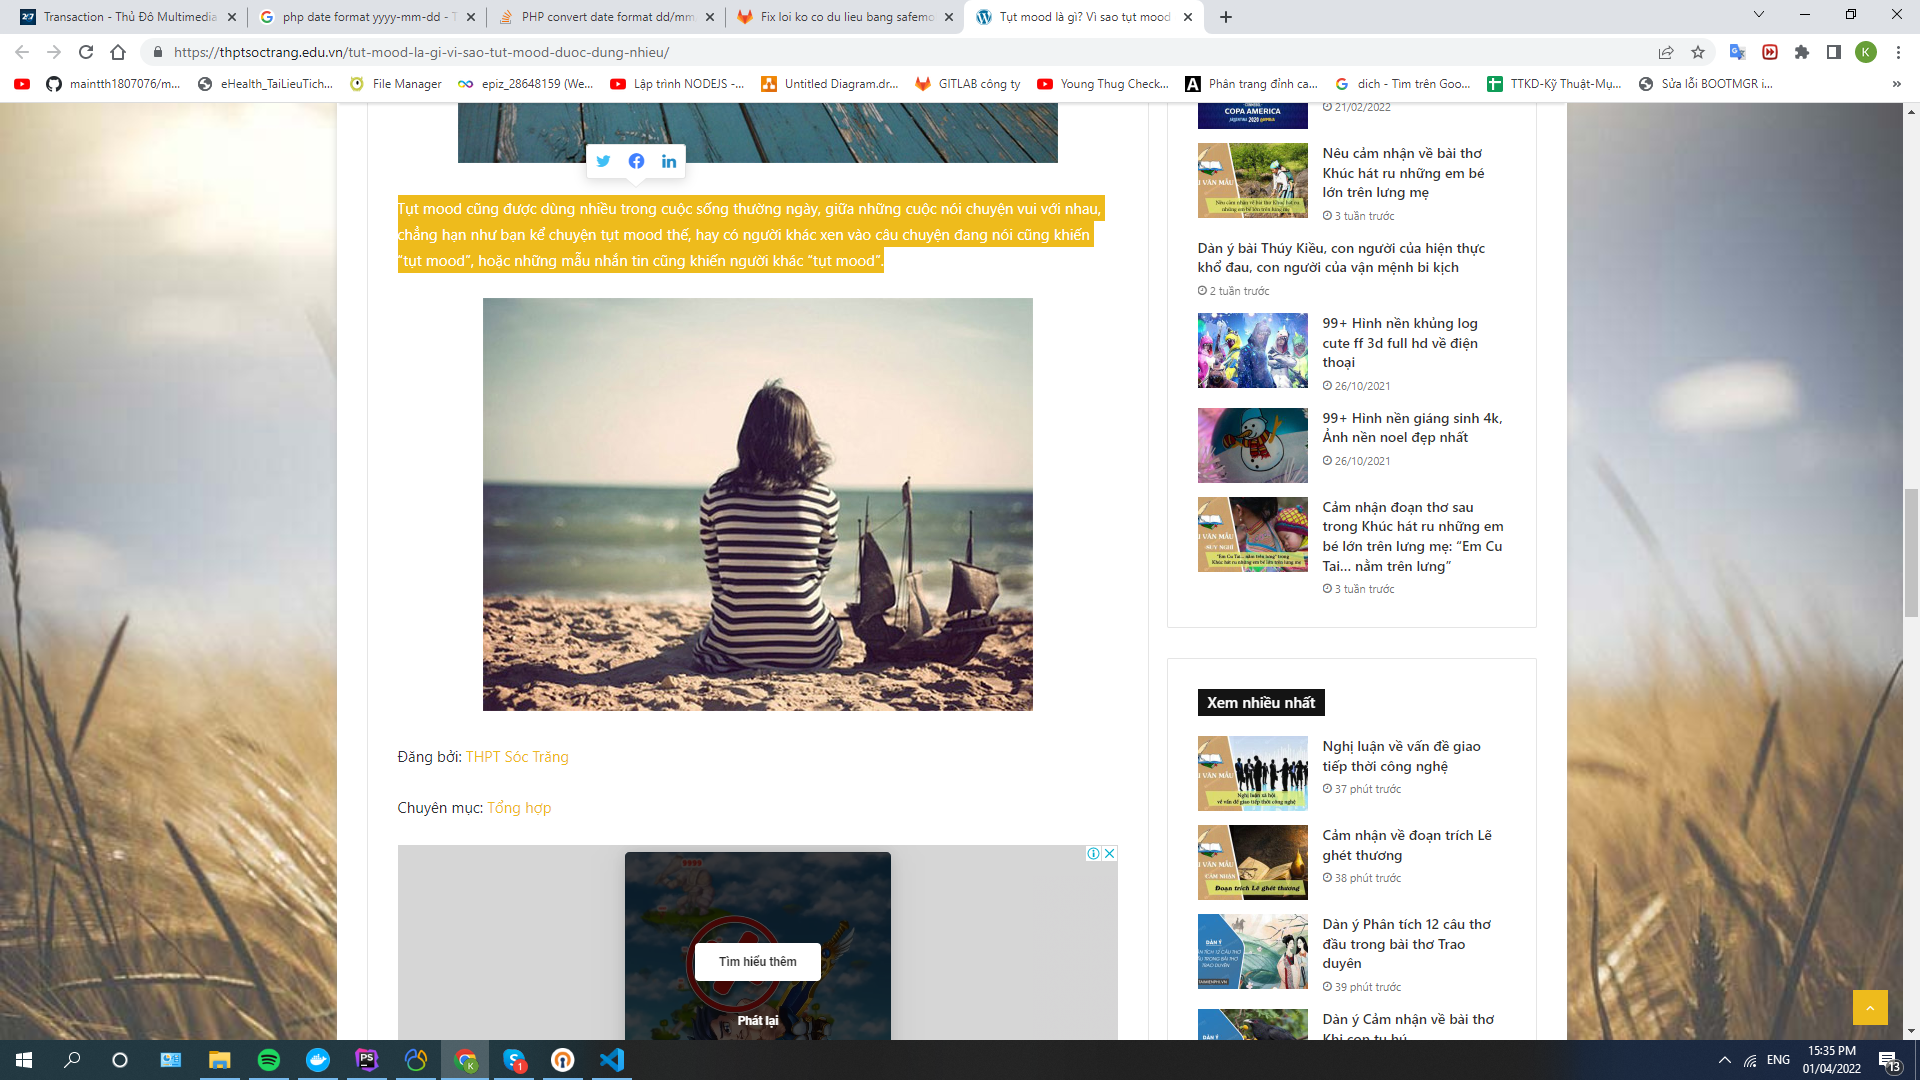 Transaction - Thủ Đô Multimedia
php date format yyyy-mm-dd - T
PHP convert date format dd/mm
Fix loi ko co du lieu bang safemo
Tụt mood là gì? Vì sao tụt mood
https://thptsoctrang.edu.vn/tut-mood-la-gi-vi-sao-tut-mood-duoc-dung-nhieu/
K
maintth1807076/m...
eHealth_TaiLieuTich...
File Manager
epiz_28648159 (We...
Lập trình NODEJS -...
Untitled Diagram.dr...
GITLAB công ty
Young Thug Check...
Phân trang đỉnh ca...
dich - Tìm trên Goo...
TTKD-Kỹ Thuật-Mụ...
Sửa lỗi BOOTMGR i...
»
Tụt mood cũng được dùng nhiều trong cuộc sống thường ngày, giữa những cuộc nói chuyện vui với nhau,
chẳng hạn như bạn kể chuyện tụt mood thế, hay có người khác xen vào câu chuyện đang nói cũng khiến
“tụt mood”, hoặc những mẫu nhắn tin cũng khiến người khác “tụt mood”.
Đăng bởi: THPT Sóc Trăng
Chuyên mục: Tổng hợp
Tìm hiểu thêm
Phát lại
COPA AMERICA
21/02/2022
Nêu cảm nhận về bài thơ
Khúc hát ru những em bé
lớn trên lưng mẹ
3 tuần trước
Dàn ý bài Thúy Kiều, con người của hiện thực
khổ đau, con người của vận mệnh bi kịch
2 tuần trước
99+ Hình nền khủng log
cute ff 3d full hd về điện
thoại
26/10/2021
99+ Hình nền giáng sinh 4k,
Ảnh nền noel đẹp nhất
26/10/2021
Cảm nhận đoạn thơ sau
trong Khúc hát ru những em
bé lớn trên lưng mẹ: “Em Cu
Tai… nằm trên lưng”
3 tuần trước
Xem nhiều nhất
Nghị luận về vấn đề giao
tiếp thời công nghệ
37 phút trước
Cảm nhận về đoạn trích Lẽ
ghét thương
Đoạn trích Lẽ ghét thương
38 phút trước
Dàn ý Phân tích 12 câu thơ
đầu trong bài thơ Trao
duyên
39 phút trước
Dàn ý Cảm nhận về bài thơ
Khi con tu hú
ENG
15:35 PM
01/04/2022
13